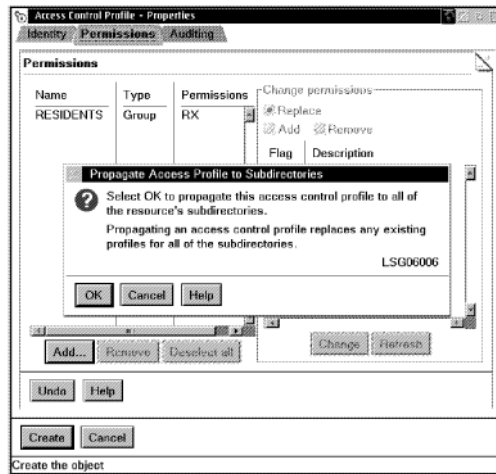 Access Control Profile - Properties
Identity Permissions Auditing
Permissions
Name Type Permissions
RESIDENTS Group RX
Change permissions
Replace
Add Remove
Flag Description
Propagate Access Profile to Subdirectories
Select OK to propagate this access control profile to all of
the resource's subdirectories.
Propagating an access control profile replaces any existing
profiles for all of the subdirectories.
LSG06006
OK Cancel Help
Add... Remove Deselect all
Change Refresh
Undo Help
Create Cancel
Create the object